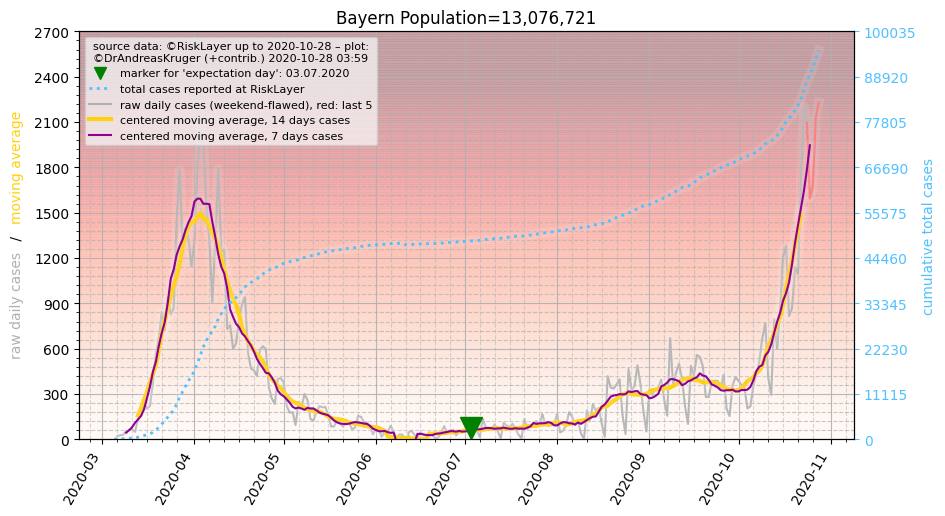 Bayern Population=13,076,721
source data: ©RiskLayer up to 2020-10-28 – plot:
©DrAndreasKruger (+contrib.) 2020-10-28 03:59
marker for 'expectation day': 03.07.2020
total cases reported at RiskLayer
raw daily cases (weekend-flawed), red: last 5
centered moving average, 14 days cases
centered moving average, 7 days cases
raw daily cases / moving average
2700
2400
2100
1800
1500
1200
900
600
300
0
100035
88920
77805
66690
55575
44460
33345
22230
11115
0
cumulative total cases
2020-03
2020-04
2020-05
2020-06
2020-07
2020-08
2020-09
2020-10
2020-11